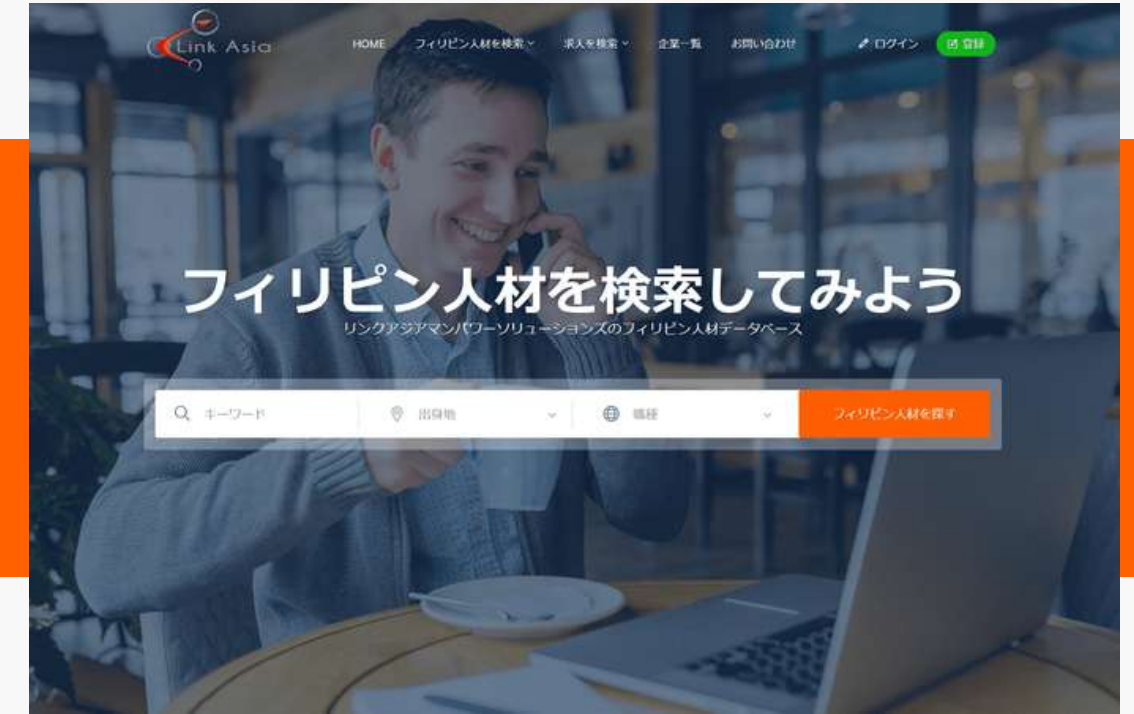 Link Asia
HOME フィリピン人材を検索 求人を検索 企業一覧 お問い合わせ ログイン 登録
フィリピン人材を検索してみよう
リンクアジアマンパワーソリューションズのフィリピン人材データベース
キーワード 出身地 職種 フィリピン人材を探す